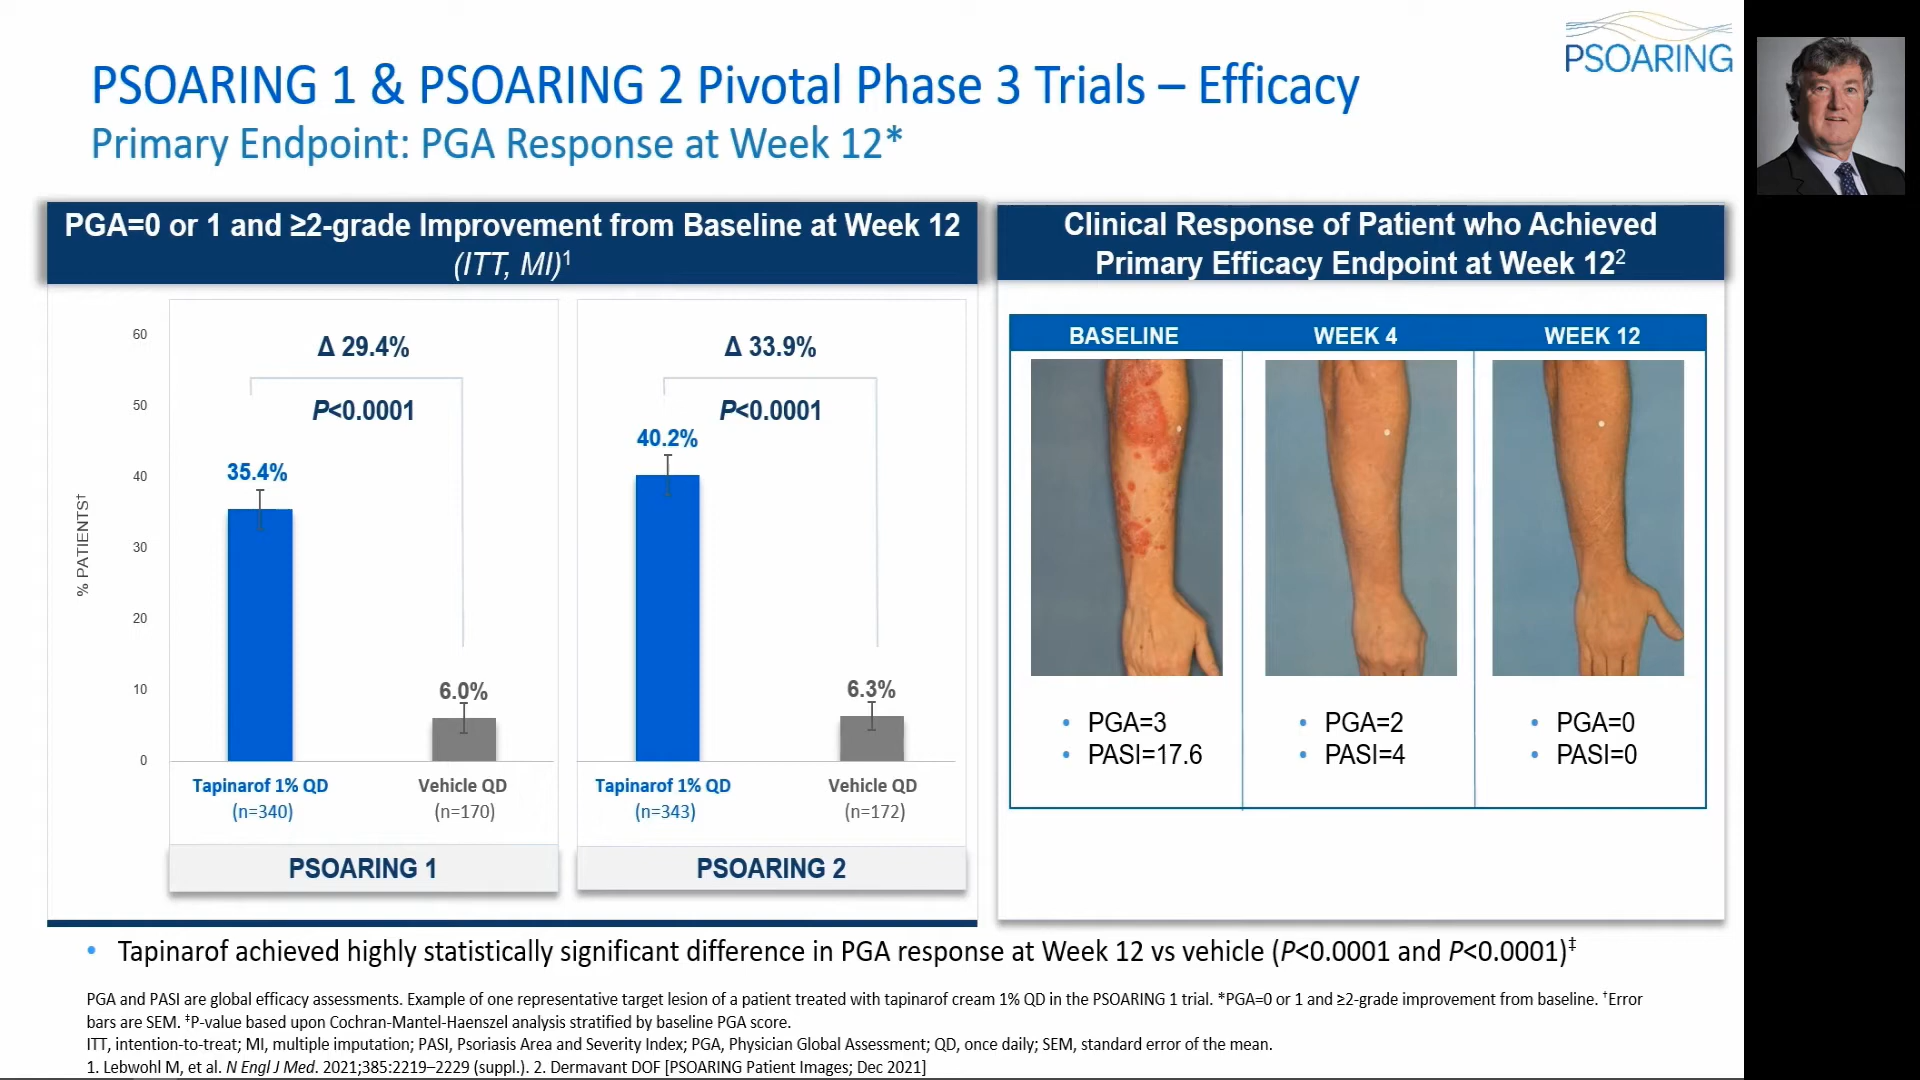 PSOARING
PSOARING 1 & PSOARING 2 Pivotal Phase 3 Trials – Efficacy
Primary Endpoint: PGA Response at Week 12*
PGA=0 or 1 and ≥2-grade Improvement from Baseline at Week 12
(ITT, MI)¹
% PATIENTS†
60
50
40
30
20
10
0
Δ 29.4%
P<0.0001
35.4%
6.0%
Tapinarof 1% QD
(n=340)
Vehicle QD
(n=170)
PSOARING 1
Δ 33.9%
P<0.0001
40.2%
6.3%
Tapinarof 1% QD
(n=343)
Vehicle QD
(n=172)
PSOARING 2
Clinical Response of Patient who Achieved
Primary Efficacy Endpoint at Week 12²
BASELINE
• PGA=3
• PASI=17.6
WEEK 4
• PGA=2
• PASI=4
WEEK 12
• PGA=0
• PASI=0
• Tapinarof achieved highly statistically significant difference in PGA response at Week 12 vs vehicle (P<0.0001 and P<0.0001)‡
PGA and PASI are global efficacy assessments. Example of one representative target lesion of a patient treated with tapinarof cream 1% QD in the PSOARING 1 trial. *PGA=0 or 1 and ≥2-grade improvement from baseline. †Error
bars are SEM. ‡P-value based upon Cochran-Mantel-Haenszel analysis stratified by baseline PGA score.
ITT, intention-to-treat; MI, multiple imputation; PASI, Psoriasis Area and Severity Index; PGA, Physician Global Assessment; QD, once daily; SEM, standard error of the mean.
1. Lebwohl M, et al. N Engl J Med. 2021;385:2219–2229 (suppl.). 2. Dermavant DOF [PSOARING Patient Images; Dec 2021]